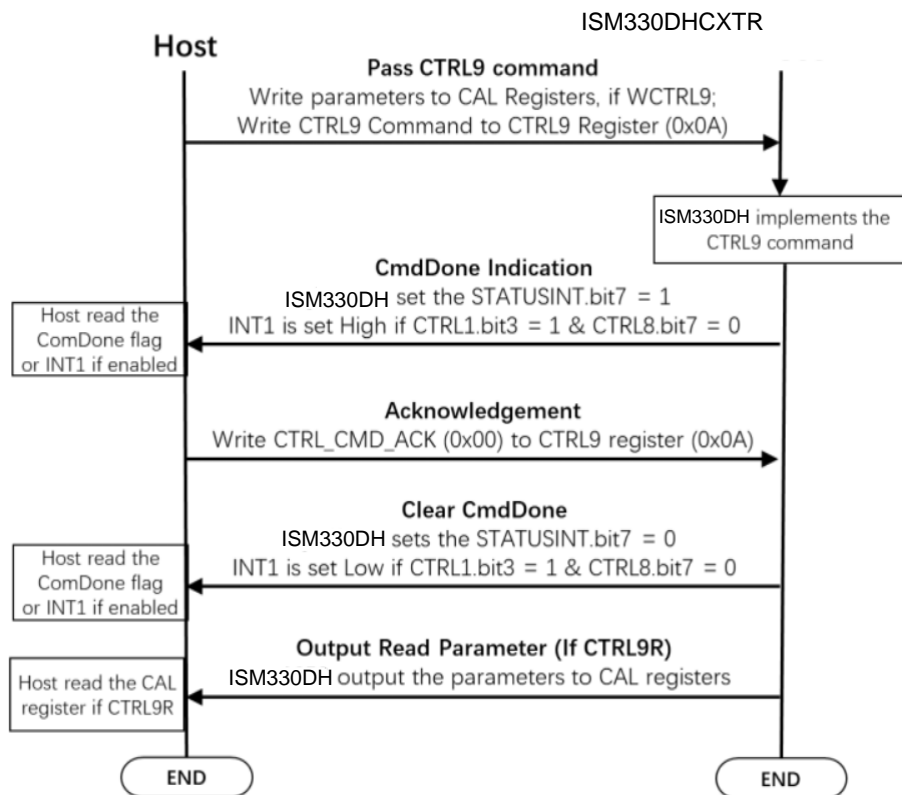 ISM330DHCXTR
Host
Pass CTRL9 command
Write parameters to CAL Registers, if WCTRL9;
Write CTRL9 Command to CTRL9 Register (0x0A)
ISM330DH implements the
CTRL9 command
CmdDone Indication
ISM330DH set the STATUSINT.bit7 = 1
INT1 is set High if CTRL1.bit3 = 1 & CTRL8.bit7 = 0
Host read the
ComDone flag
or INT1 if enabled
Acknowledgement
Write CTRL_CMD_ACK (0x00) to CTRL9 register (0x0A)
Clear CmdDone
ISM330DH sets the STATUSINT.bit7 = 0
INT1 is set Low if CTRL1.bit3 = 1 & CTRL8.bit7 = 0
Host read the
ComDone flag
or INT1 if enabled
Output Read Parameter (If CTRL9R)
ISM330DH output the parameters to CAL registers
Host read the CAL
register if CTRL9R
END
END